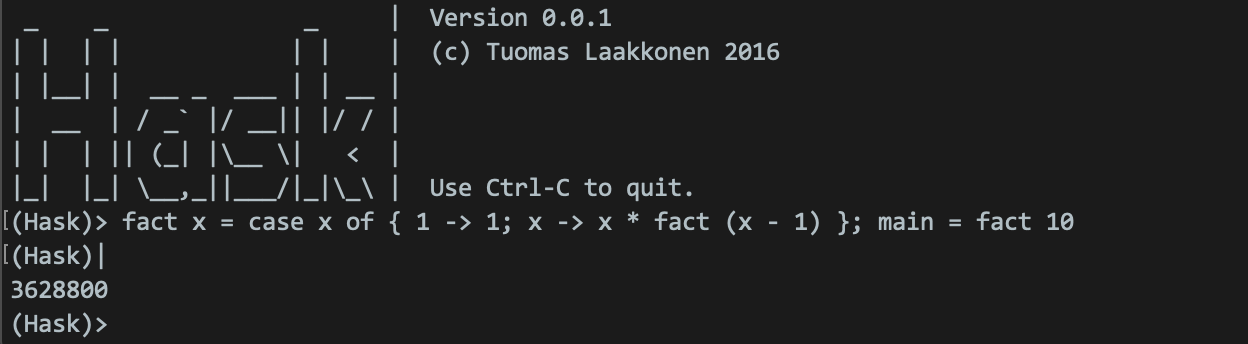 _     _              _      |  Version 0.0.1
| |   | |            | |     |  (c) Tuomas Laakkonen 2016
| |__| |  __ _  ___ | | __ |
|  __  | / _` |/ __|| |/ / |
| |  | || (_| |\__ \|   <  |
|_|  |_| \__,_||___/|_|\_\ |  Use Ctrl-C to quit.
(Hask)> fact x = case x of { 1 -> 1; x -> x * fact (x - 1) }; main = fact 10
(Hask)|
3628800
(Hask)>